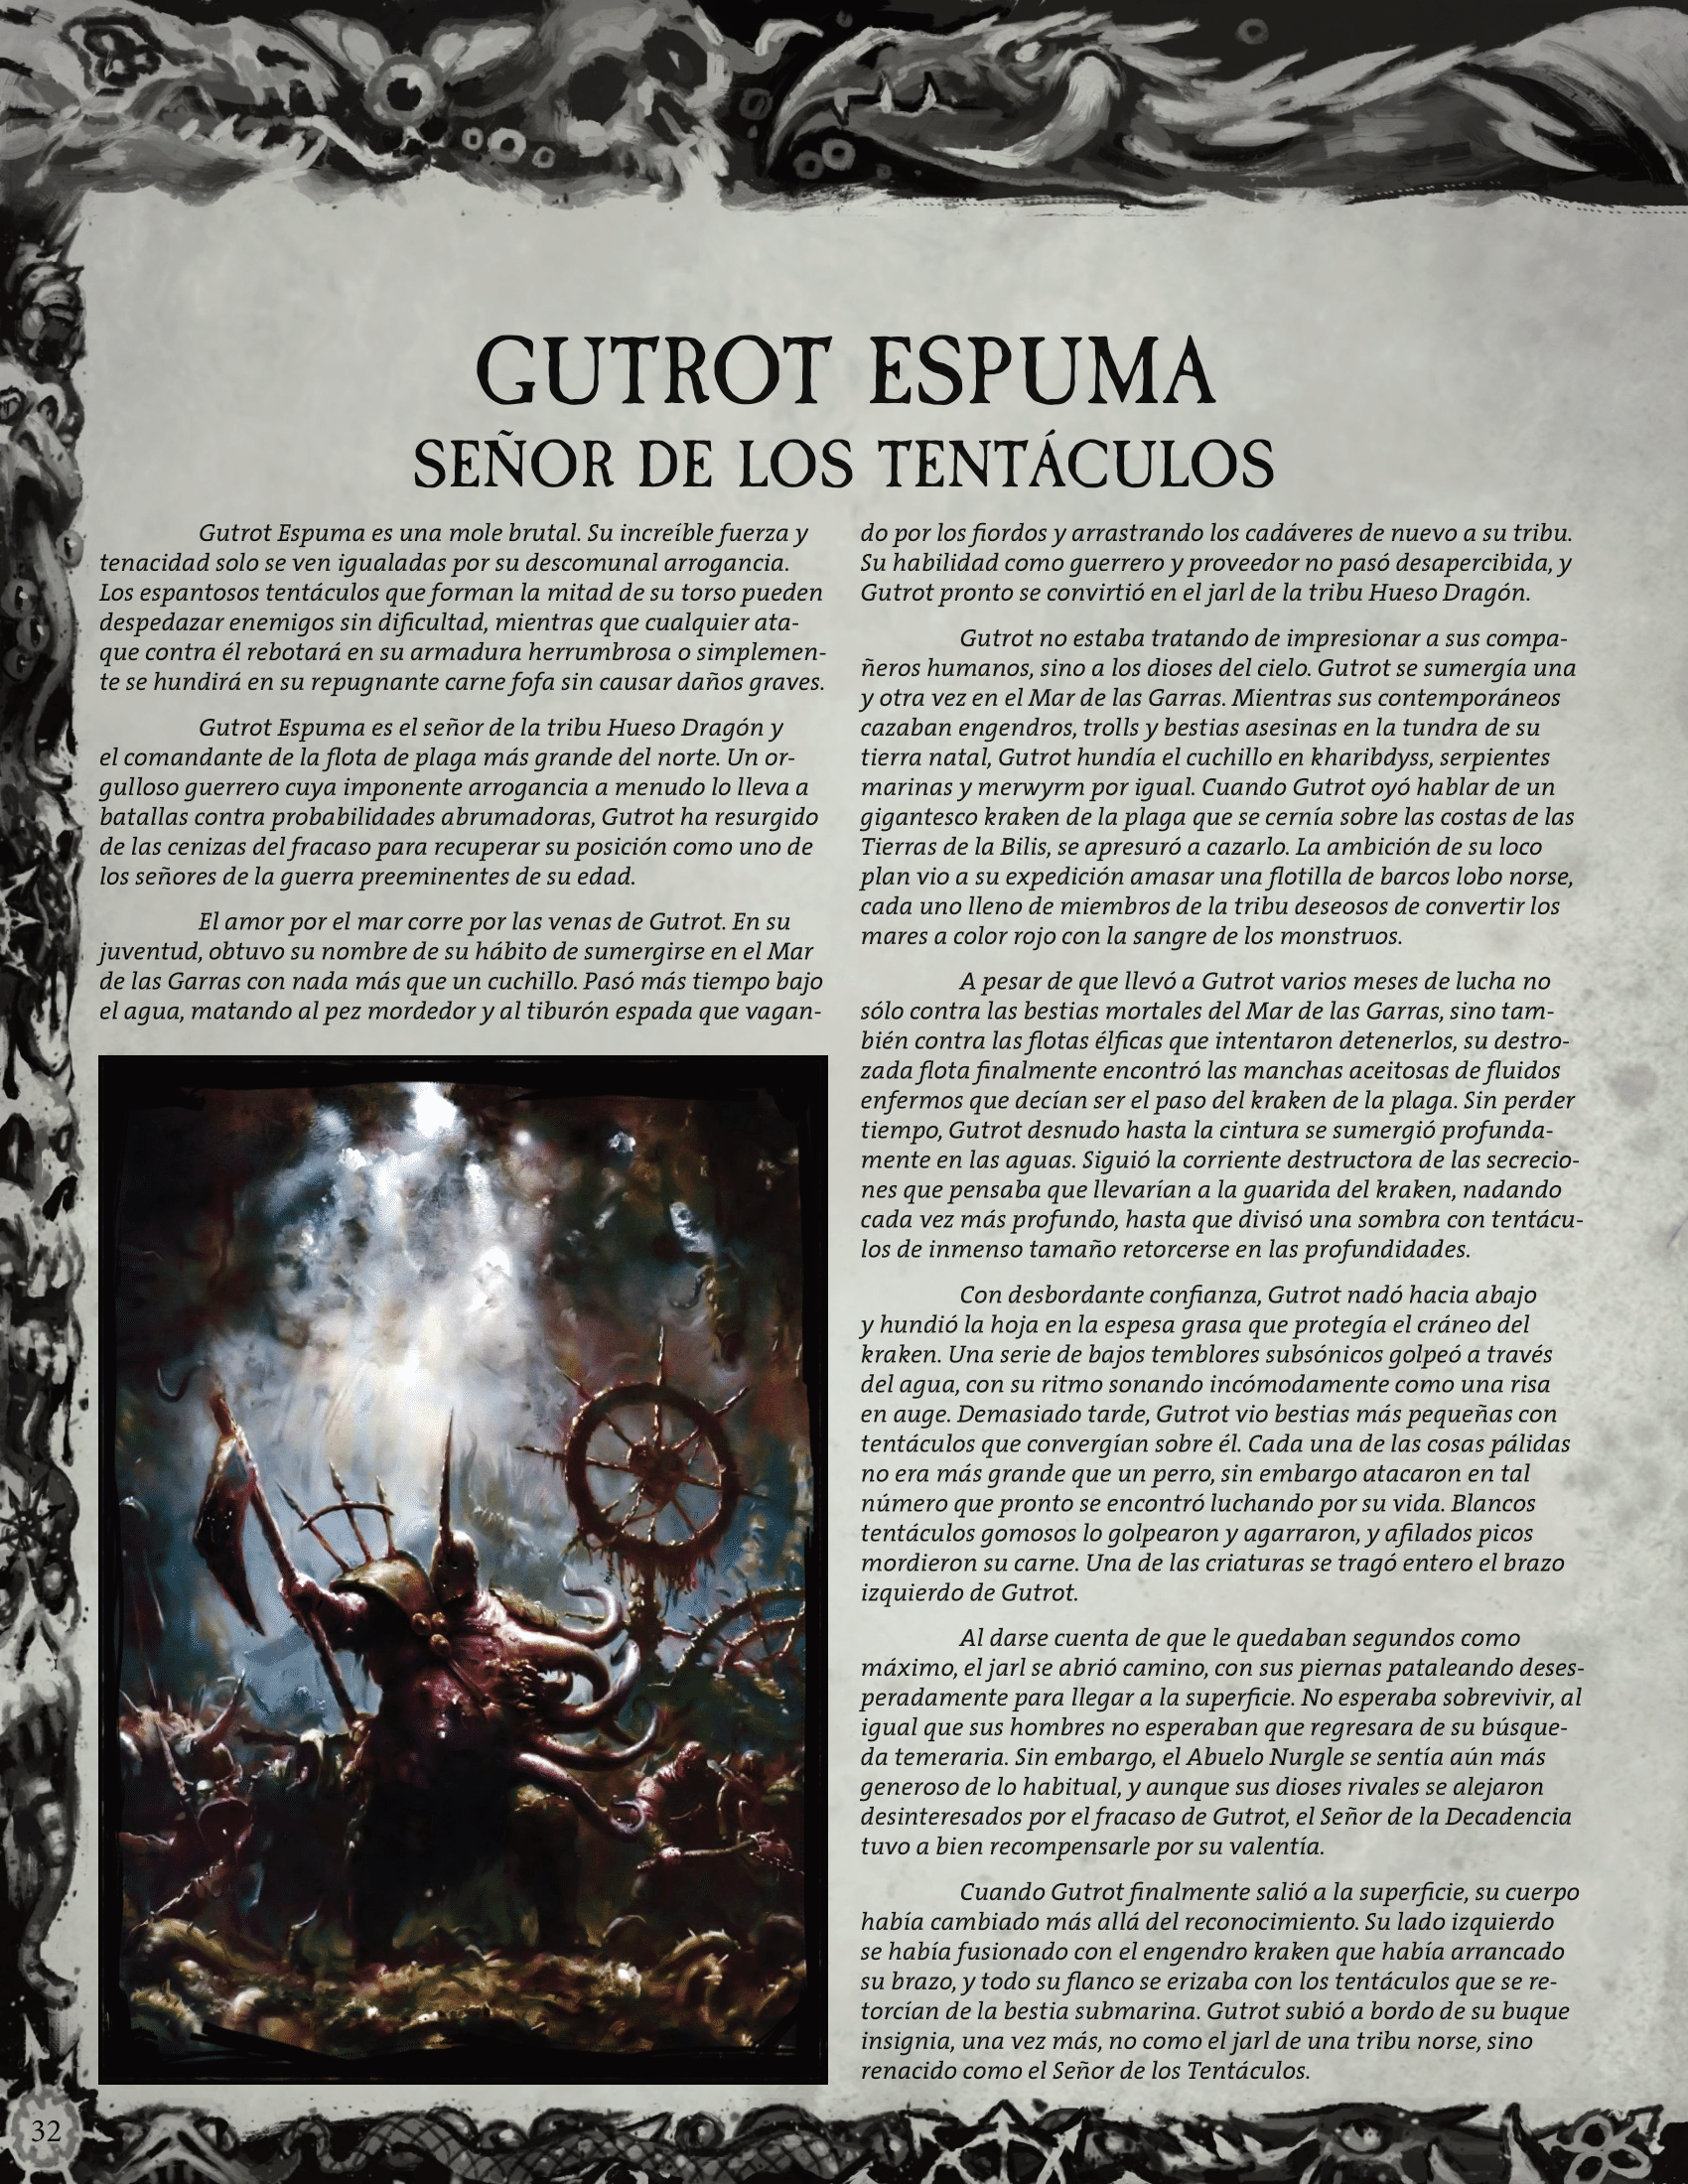 GUTROT ESPUMA
SEÑOR DE LOS TENTÁCULOS
Gutrot Espuma es una mole brutal. Su increíble fuerza y
tenacidad solo se ven igualadas por su descomunal arrogancia.
Los espantosos tentáculos que forman la mitad de su torso pueden
despedazar enemigos sin dificultad, mientras que cualquier ata-
que contra él rebotará en su armadura herrumbrosa o simplemen-
te se hundirá en su repugnante carne fofa sin causar daños graves.
Gutrot Espuma es el señor de la tribu Hueso Dragón y
el comandante de la flota de plaga más grande del norte. Un or-
gulloso guerrero cuya imponente arrogancia a menudo lo lleva a
batallas contra probabilidades abrumadoras, Gutrot ha resurgido
de las cenizas del fracaso para recuperar su posición como uno de
los señores de la guerra preeminentes de su edad.
El amor por el mar corre por las venas de Gutrot. En su
juventud, obtuvo su nombre de su hábito de sumergirse en el Mar
de las Garras con nada más que un cuchillo. Pasó más tiempo bajo
el agua, matando al pez mordedor y al tiburón espada que vagan-
do por los fiordos y arrastrando los cadáveres de nuevo a su tribu.
Su habilidad como guerrero y proveedor no pasó desapercibida, y
Gutrot pronto se convirtió en el jarl de la tribu Hueso Dragón.
Gutrot no estaba tratando de impresionar a sus compa-
ñeros humanos, sino a los dioses del cielo. Gutrot se sumergía una
y otra vez en el Mar de las Garras. Mientras sus contemporáneos
cazaban engendros, trolls y bestias asesinas en la tundra de su
tierra natal, Gutrot hundía el cuchillo en kharibdyss, serpientes
marinas y merwyrm por igual. Cuando Gutrot oyó hablar de un
gigantesco kraken de la plaga que se cernía sobre las costas de las
Tierras de la Bilis, se apresuró a cazarlo. La ambición de su loco
plan vio a su expedición amasar una flotilla de barcos lobo norse,
cada uno lleno de miembros de la tribu deseosos de convertir los
mares a color rojo con la sangre de los monstruos.
A pesar de que llevó a Gutrot varios meses de lucha no
sólo contra las bestias mortales del Mar de las Garras, sino tam-
bién contra las flotas élficas que intentaron detenerlos, su destro-
zada flota finalmente encontró las manchas aceitosas de fluidos
enfermos que decían ser el paso del kraken de la plaga. Sin perder
tiempo, Gutrot desnudo hasta la cintura se sumergió profunda-
mente en las aguas. Siguió la corriente destructora de las secrecio-
nes que pensaba que llevarían a la guarida del kraken, nadando
cada vez más profundo, hasta que divisó una sombra con tentácu-
los de inmenso tamaño retorcerse en las profundidades.
Con desbordante confianza, Gutrot nadó hacia abajo
y hundió la hoja en la espesa grasa que protegía el cráneo del
kraken. Una serie de bajos temblores subsónicos golpeó a través
del agua, con su ritmo sonando incómodamente como una risa
en auge. Demasiado tarde, Gutrot vio bestias más pequeñas con
tentáculos que convergían sobre él. Cada una de las cosas pálidas
no era más grande que un perro, sin embargo atacaron en tal
número que pronto se encontró luchando por su vida. Blancos
tentáculos gomosos lo golpearon y agarraron, y afilados picos
mordieron su carne. Una de las criaturas se tragó entero el brazo
izquierdo de Gutrot.
Al darse cuenta de que le quedaban segundos como
máximo, el jarl se abrió camino, con sus piernas pataleando deses-
peradamente para llegar a la superficie. No esperaba sobrevivir, al
igual que sus hombres no esperaban que regresara de su búsque-
da temeraria. Sin embargo, el Abuelo Nurgle se sentía aún más
generoso de lo habitual, y aunque sus dioses rivales se alejaron
desinteresados por el fracaso de Gutrot, el Señor de la Decadencia
tuvo a bien recompensarle por su valentía.
Cuando Gutrot finalmente salió a la superficie, su cuerpo
había cambiado más allá del reconocimiento. Su lado izquierdo
se había fusionado con el engendro kraken que había arrancado
su brazo, y todo su flanco se erizaba con los tentáculos que se re-
torcían de la bestia submarina. Gutrot subió a bordo de su buque
insignia, una vez más, no como el jarl de una tribu norse, sino
renacido como el Señor de los Tentáculos.
32